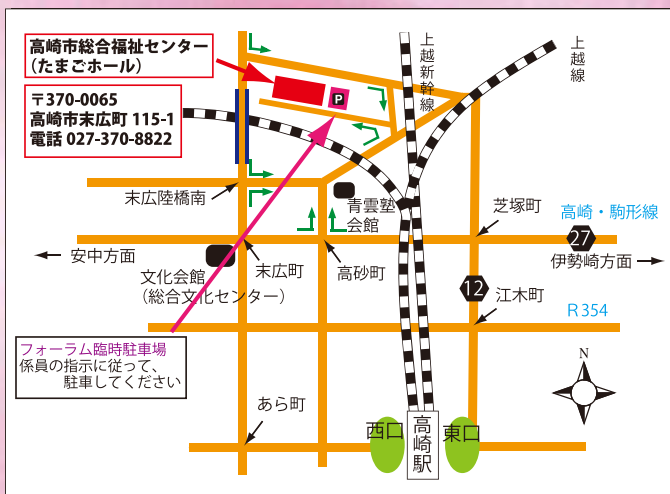 高崎市総合福祉センター
(たまごホール)
〒370-0065
高崎市末広町 115-1
電話 027-370-8822
P
上越新幹線
上越線
末広陸橋南
青雲塾
会館
芝塚町
高崎・駒形線
27
安中方面
文化会館
(総合文化センター)
末広町
高砂町
伊勢崎方面
12
江木町
R354
フォーラム臨時駐車場
係員の指示に従って、
駐車してください
N
あら町
西口
高崎駅
東口